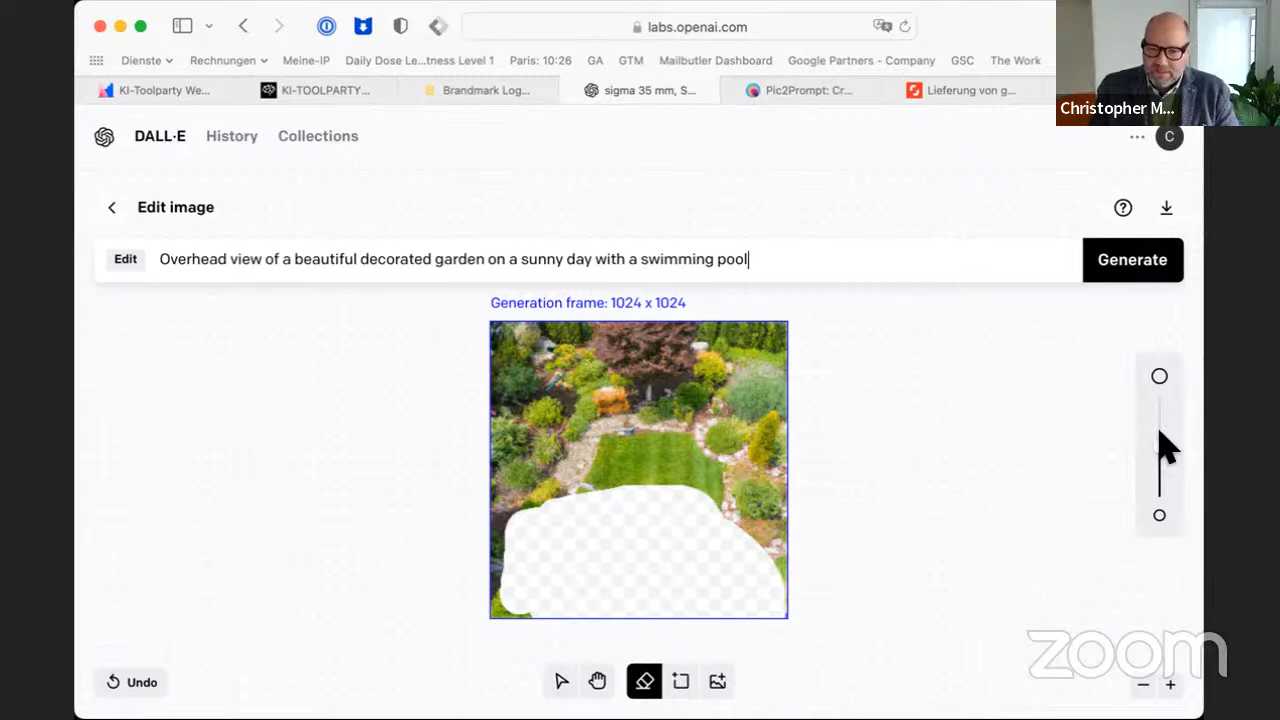 labs.openai.com
Dienste Rechnungen Meine-IP Daily Dose LE...tness Level 1 Paris: 10:26 GA GTM Mailbutler Dashboard Google Partners - Company GSC The Work
KI-Toolparty We... KI-TOOLPARTY... Brandmark Log... sigma 35 mm, S... Pic2Prompt: Cr... Lieferung von g...
Christopher M...
DALL·E History Collections
... C
Edit image
Edit Overhead view of a beautiful decorated garden on a sunny day with a swimming pool Generate
Generation frame: 1024 x 1024
zoom
Undo